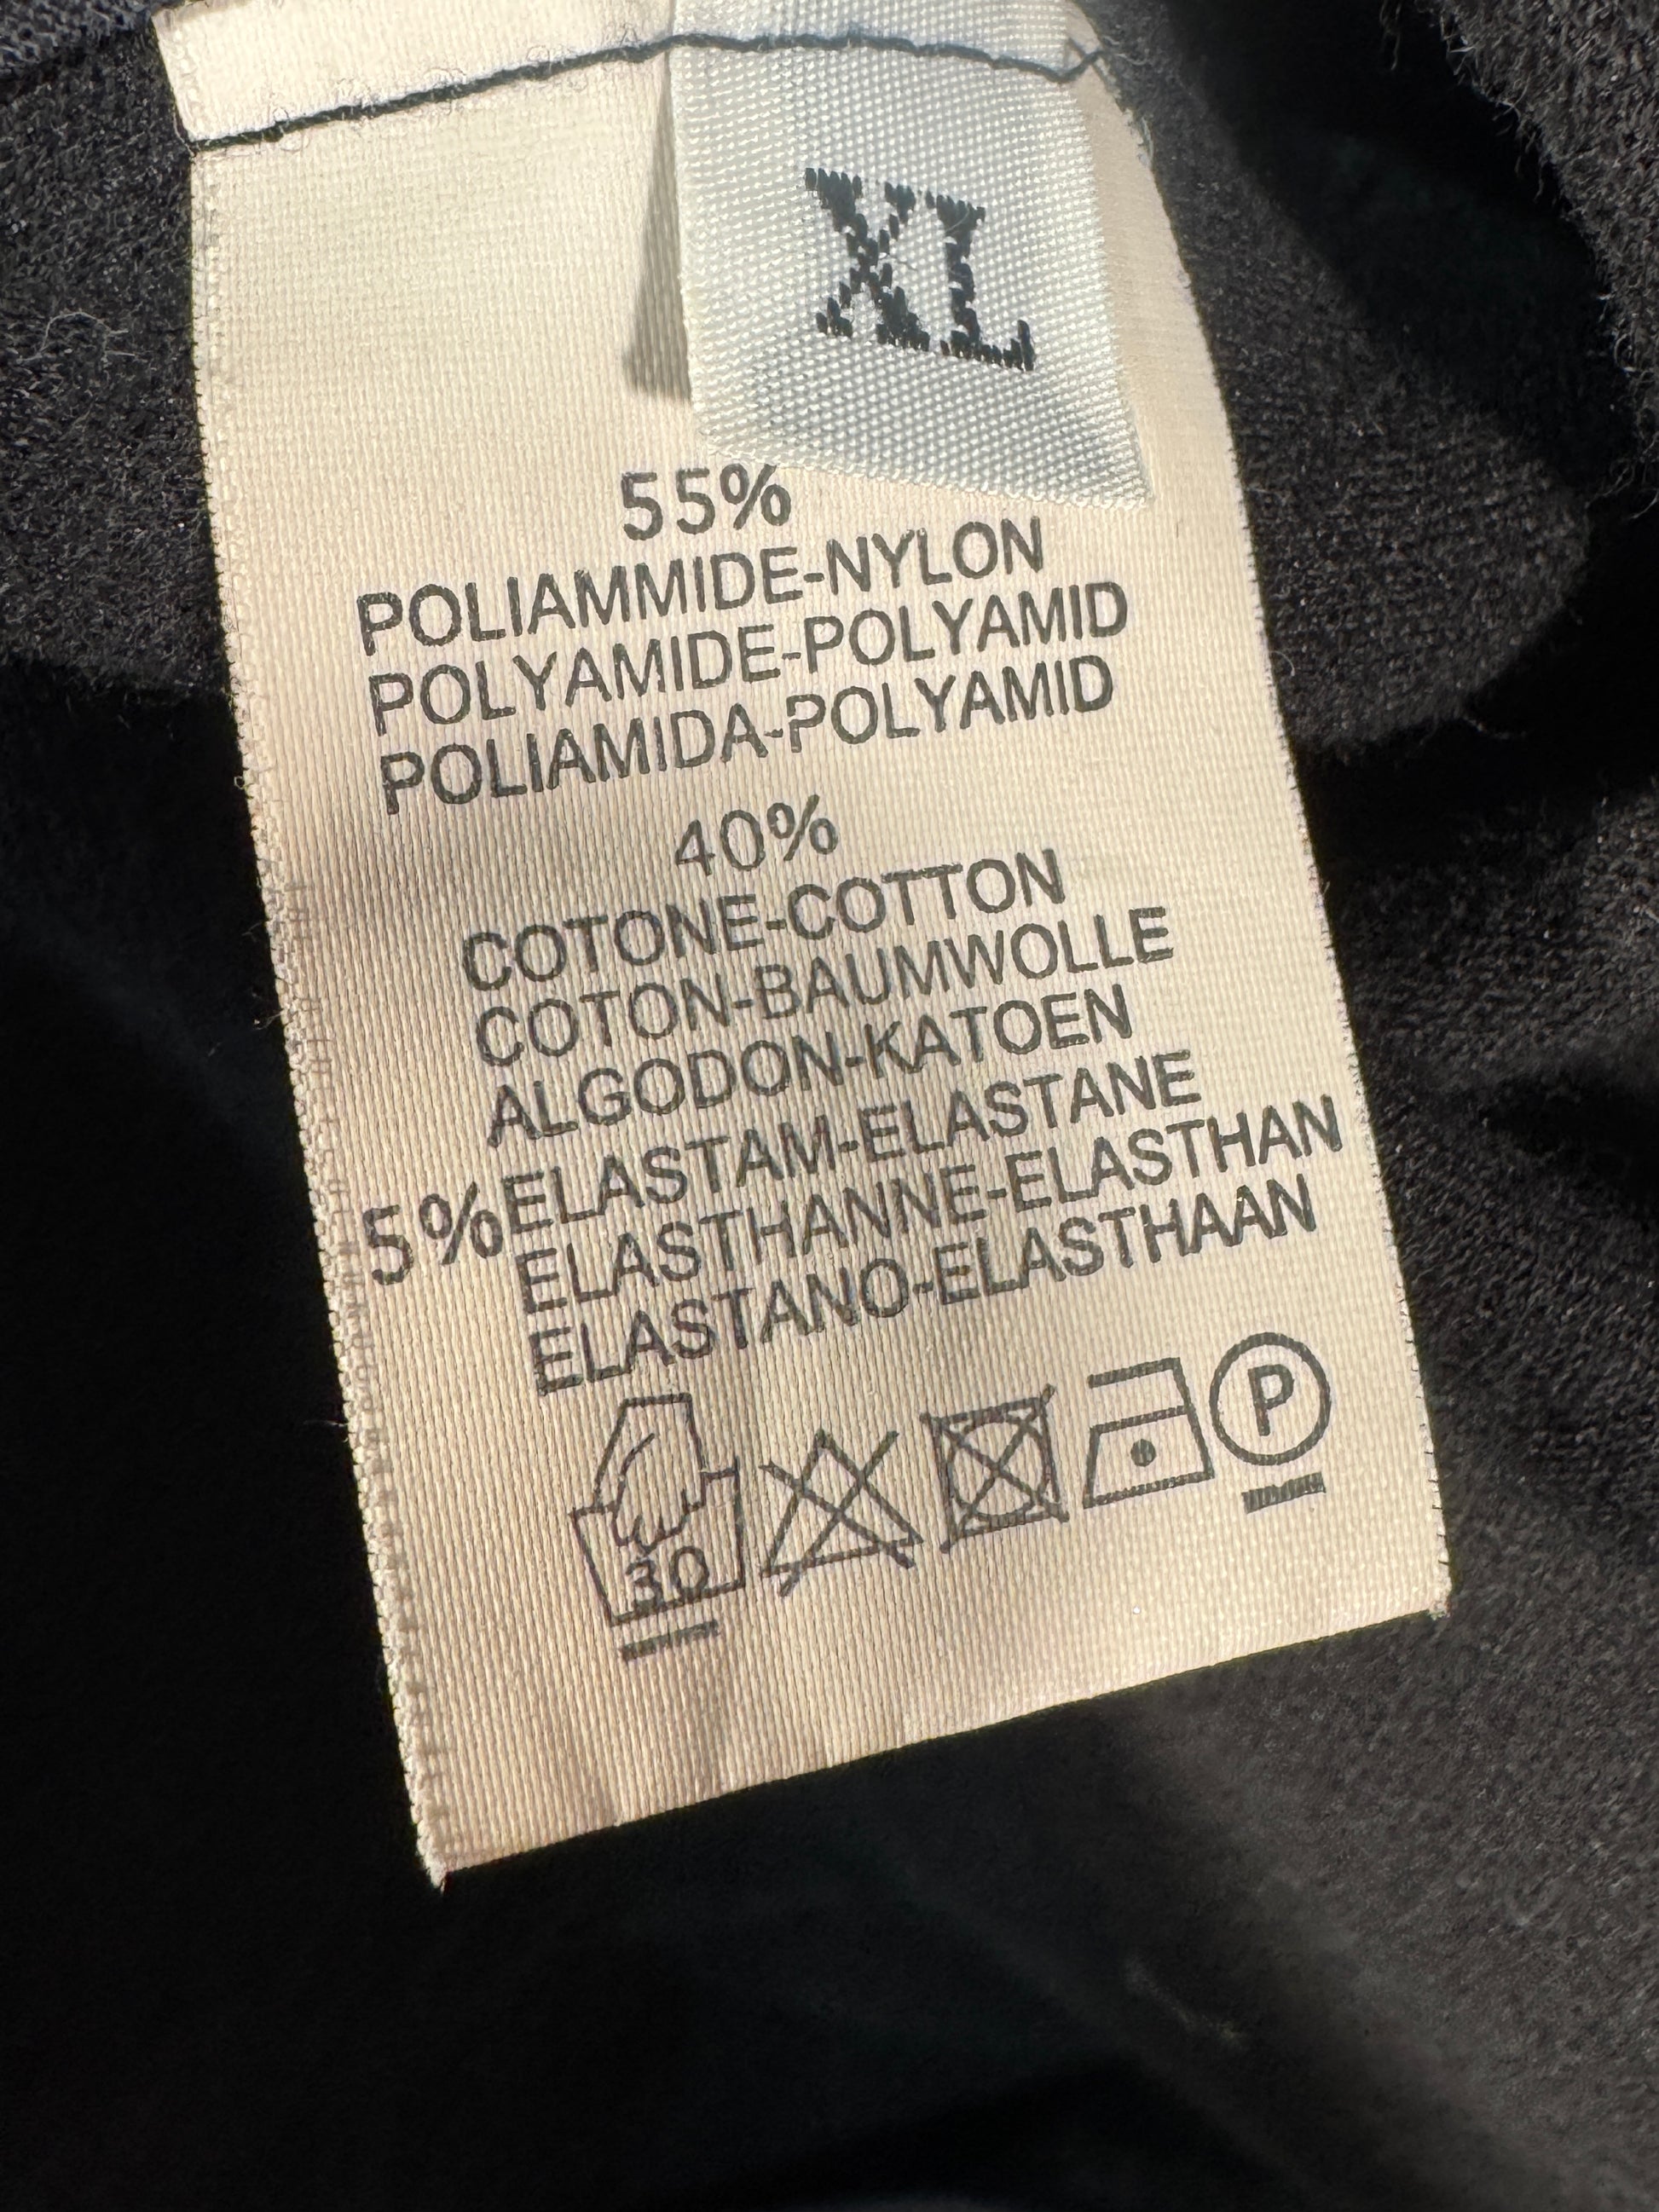 XL
55%
POLIAMMIDE-NYLON
POLYAMIDE-POLYAMID
POLIAMIDA-POLYAMID
40%
COTONE-COTTON
COTON-BAUMWOLLE
ALGODON-KATOEN
ELASTAM-ELASTANE
5% ELASTHANNE-ELASTHAN
ELASTANO-ELASTHAAN
30 P